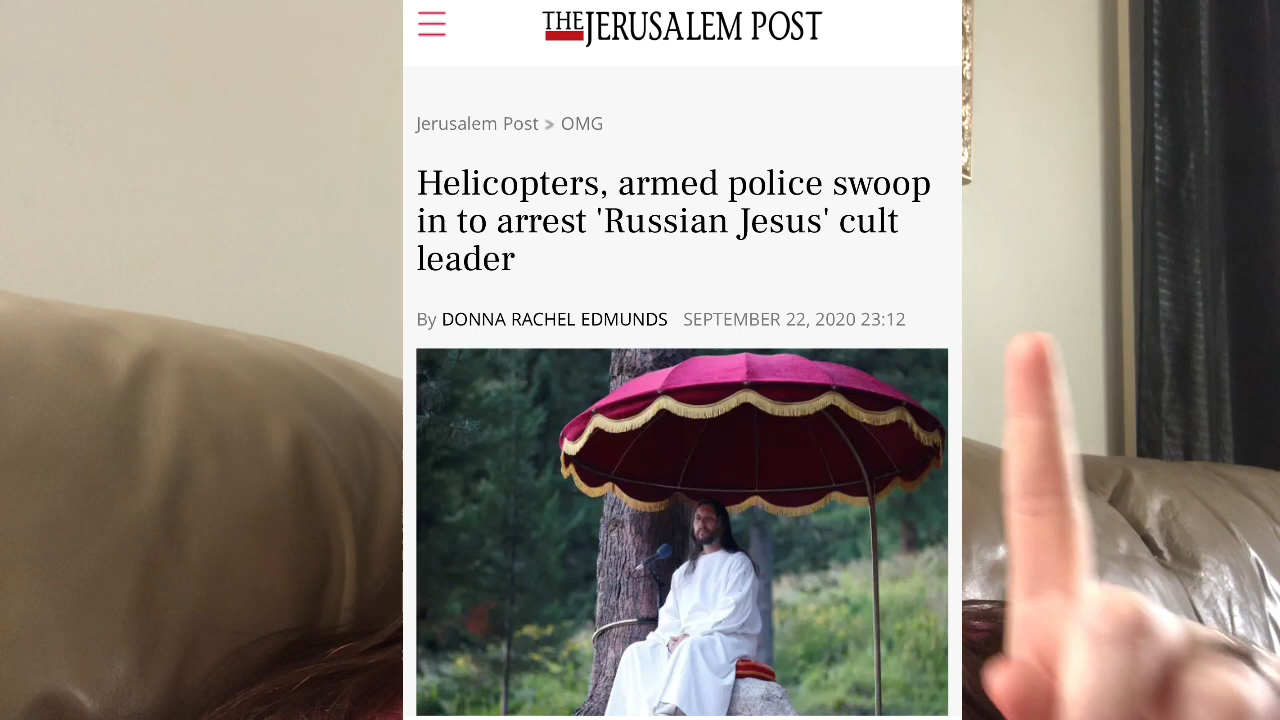 THE JERUSALEM POST
Jerusalem Post > OMG
Helicopters, armed police swoop
in to arrest 'Russian Jesus' cult
leader
By DONNA RACHEL EDMUNDS SEPTEMBER 22, 2020 23:12